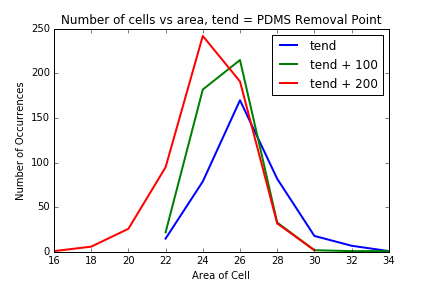 Number of cells vs area, tend = PDMS Removal Point
tend
tend + 100
tend + 200
Number of Occurrences
250
200
150
100
50
0
16 18 20 22 24 26 28 30 32 34
Area of Cell